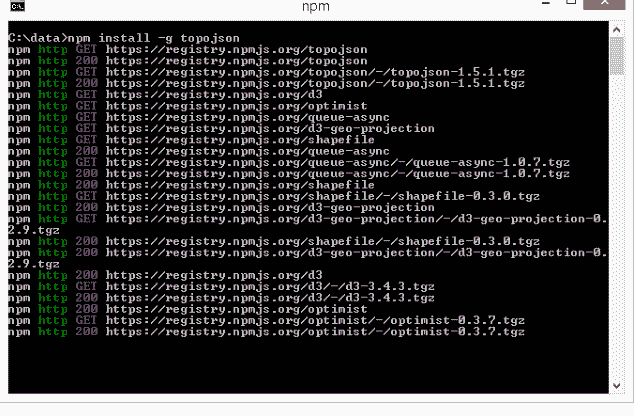 npm
C:\data>npm install -g topojson
npm http GET https://registry.npmjs.org/topojson
npm http 200 https://registry.npmjs.org/topojson
npm http GET https://registry.npmjs.org/topojson/-/topojson-1.5.1.tgz
npm http 200 https://registry.npmjs.org/topojson/-/topojson-1.5.1.tgz
npm http GET https://registry.npmjs.org/d3
npm http GET https://registry.npmjs.org/optimist
npm http GET https://registry.npmjs.org/queue-async
npm http GET https://registry.npmjs.org/d3-geo-projection
npm http GET https://registry.npmjs.org/shapefile
npm http 200 https://registry.npmjs.org/queue-async
npm http GET https://registry.npmjs.org/queue-async/-/queue-async-1.0.7.tgz
npm http 200 https://registry.npmjs.org/queue-async/-/queue-async-1.0.7.tgz
npm http 200 https://registry.npmjs.org/shapefile
npm http GET https://registry.npmjs.org/shapefile/-/shapefile-0.3.0.tgz
npm http 200 https://registry.npmjs.org/d3-geo-projection
npm http GET https://registry.npmjs.org/d3-geo-projection/-/d3-geo-projection-0.
2.9.tgz
npm http 200 https://registry.npmjs.org/shapefile/-/shapefile-0.3.0.tgz
npm http 200 https://registry.npmjs.org/d3-geo-projection/-/d3-geo-projection-0.
2.9.tgz
npm http 200 https://registry.npmjs.org/d3
npm http GET https://registry.npmjs.org/d3/-/d3-3.4.3.tgz
npm http 200 https://registry.npmjs.org/d3/-/d3-3.4.3.tgz
npm http 200 https://registry.npmjs.org/optimist
npm http GET https://registry.npmjs.org/optimist/-/optimist-0.3.7.tgz
npm http 200 https://registry.npmjs.org/optimist/-/optimist-0.3.7.tgz